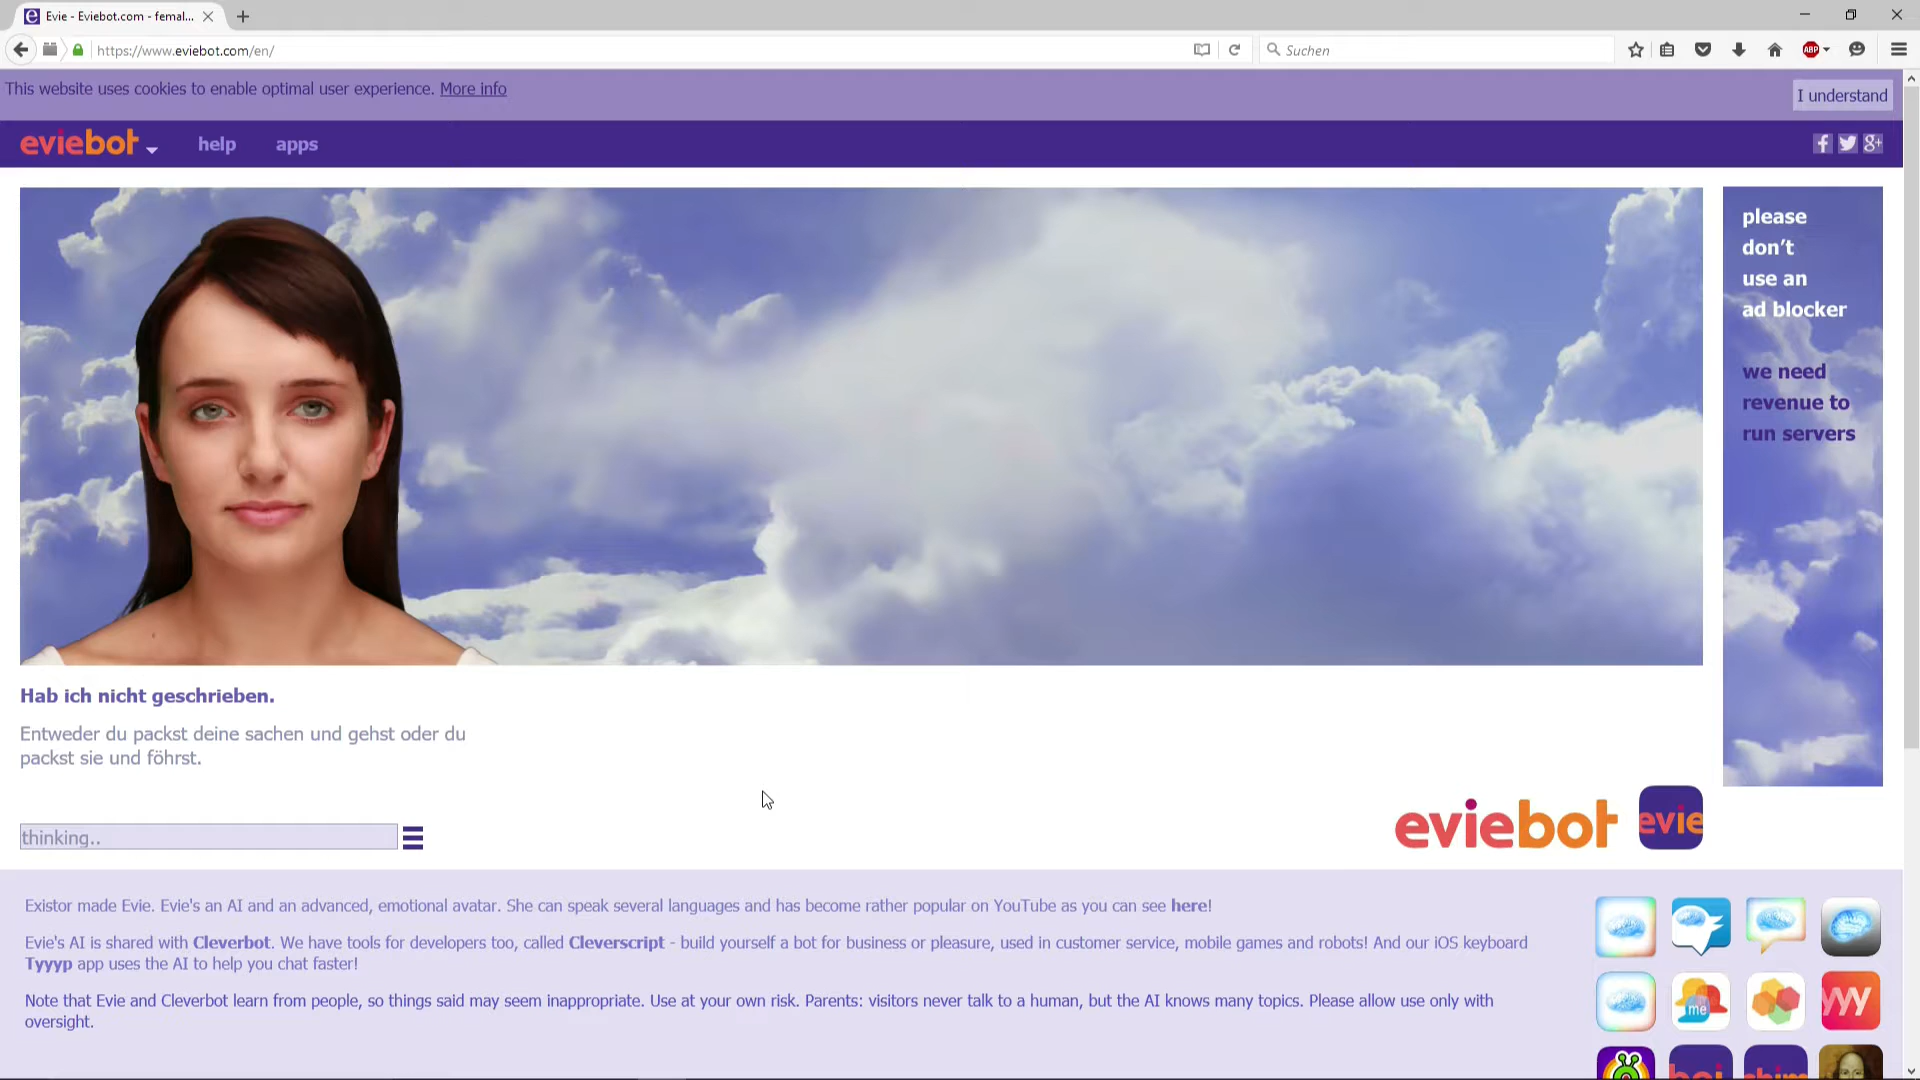 Evie - Eviebot.com - femal...
https://www.eviebot.com/en/
Suchen
ABP
This website uses cookies to enable optimal user experience. More info
I understand
eviebot
help
apps
please
don't
use an
ad blocker
we need
revenue to
run servers
Hab ich nicht geschrieben.
Entweder du packst deine sachen und gehst oder du
packst sie und föhrst.
thinking..
eviebot
evie
Existor made Evie. Evie's an AI and an advanced, emotional avatar. She can speak several languages and has become rather popular on YouTube as you can see here!
Evie's AI is shared with Cleverbot. We have tools for developers too, called Cleverscript - build yourself a bot for business or pleasure, used in customer service, mobile games and robots! And our iOS keyboard
Tyyyp app uses the AI to help you chat faster!
Note that Evie and Cleverbot learn from people, so things said may seem inappropriate. Use at your own risk. Parents: visitors never talk to a human, but the AI knows many topics. Please allow use only with
oversight.
me
yyy